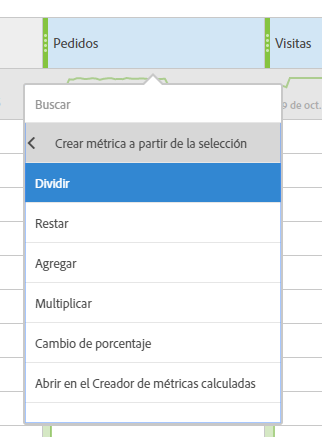 Pedidos
Visitas
9 de oct.
Buscar
Crear métrica a partir de la selección
Dividir
Restar
Agregar
Multiplicar
Cambio de porcentaje
Abrir en el Creador de métricas calculadas